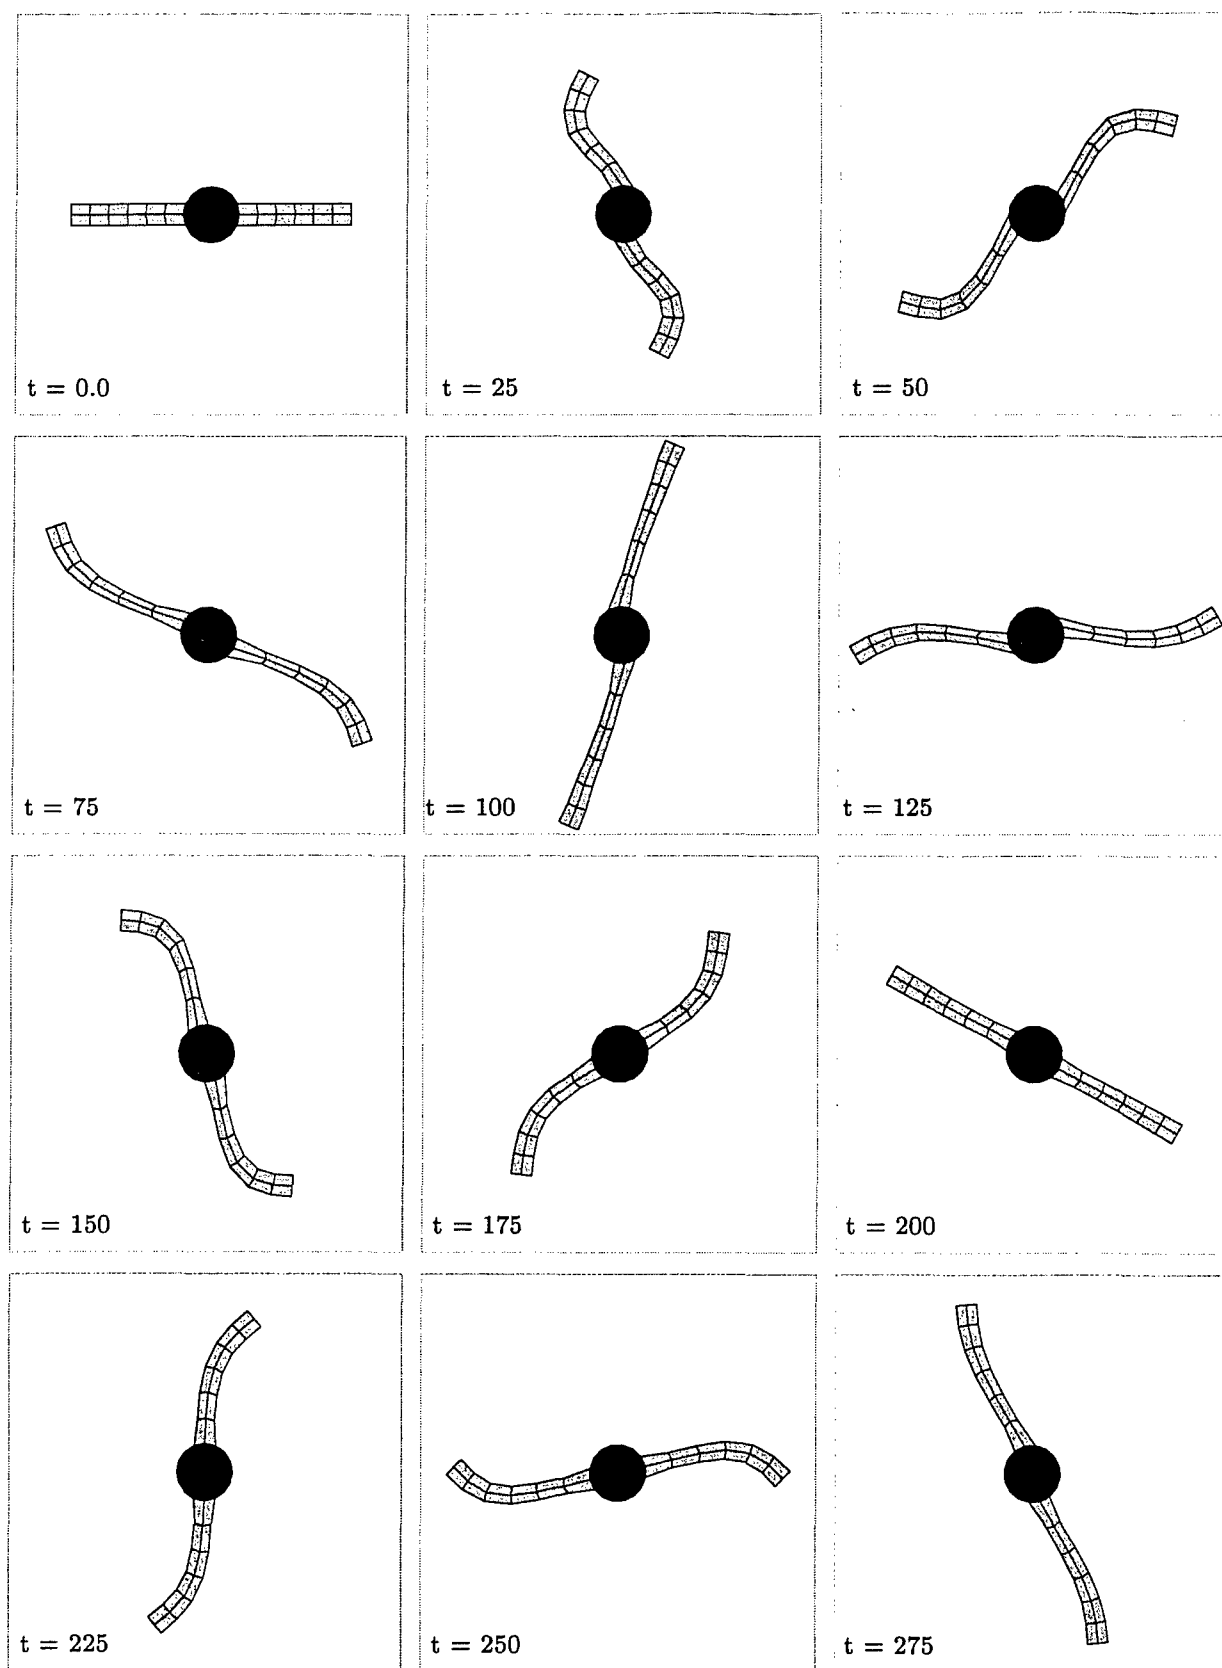 t = 0.0
t = 25
t = 50
t = 75
t = 100
t = 125
t = 150
t = 175
t = 200
t = 225
t = 250
t = 275